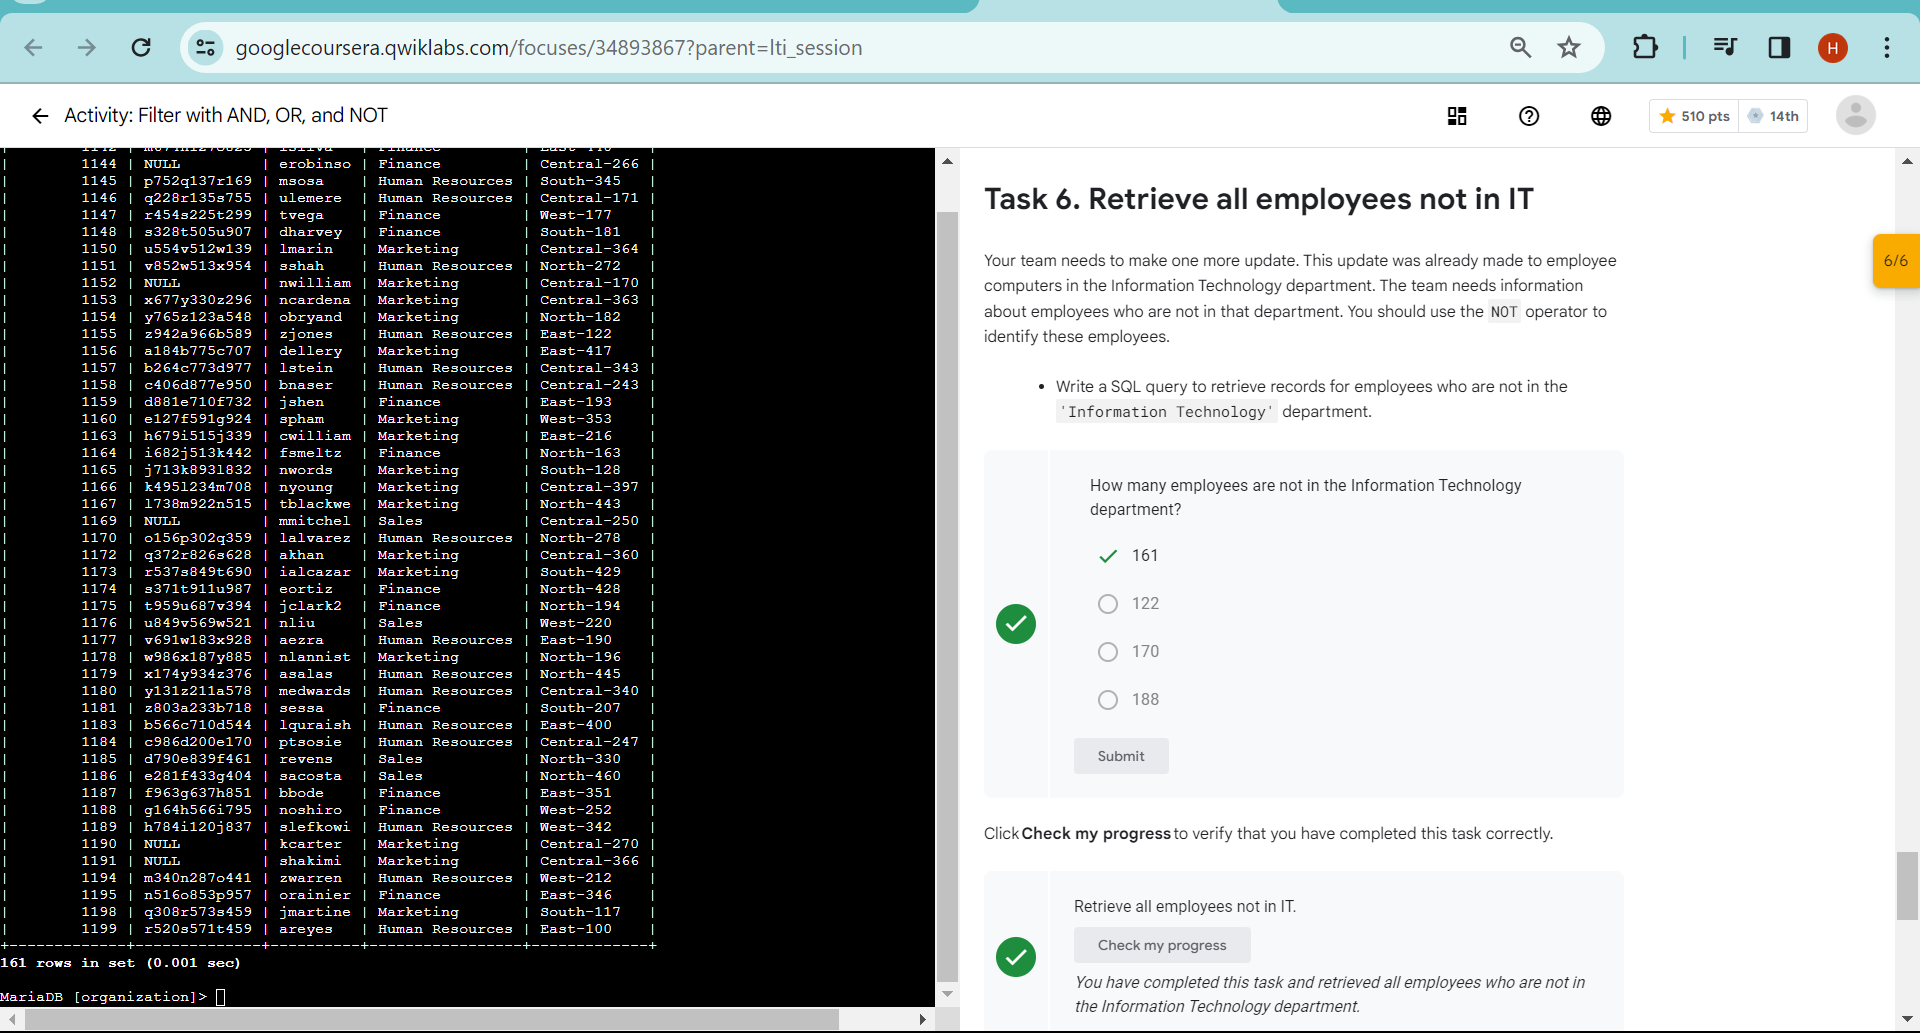 googlecoursera.qwiklabs.com/focuses/34893867?parent=lti_session
H
Activity: Filter with AND, OR, and NOT
510 pts
14th
| 1144 | NULL | erobinso | Finance | Central-266 |
| 1145 | p752q137r169 | msosa | Human Resources | South-345 |
| 1146 | q228r135s755 | ulemere | Human Resources | Central-171 |
| 1147 | r454s225t299 | tvega | Finance | West-177 |
| 1148 | s328t505u907 | dharvey | Finance | South-181 |
| 1150 | u554v512w139 | lmarin | Marketing | Central-364 |
| 1151 | v852w513x954 | sshah | Human Resources | North-272 |
| 1152 | NULL | nwilliam | Marketing | Central-170 |
| 1153 | x677y330z296 | ncardena | Marketing | Central-363 |
| 1154 | y765z123a548 | obryand | Marketing | North-182 |
| 1155 | z942a966b589 | zjones | Human Resources | East-122 |
| 1156 | a184b775c707 | dellery | Marketing | East-417 |
| 1157 | b264c773d977 | lstein | Human Resources | Central-343 |
| 1158 | c406d877e950 | bnaser | Human Resources | Central-243 |
| 1159 | d881e710f732 | jshen | Finance | East-193 |
| 1160 | e127f591g924 | spham | Marketing | West-353 |
| 1163 | h679i515j339 | cwilliam | Marketing | East-216 |
| 1164 | i682j513k442 | fsmeltz | Finance | North-163 |
| 1165 | j713k893l832 | nwords | Marketing | South-128 |
| 1166 | k495l234m708 | nyoung | Marketing | Central-397 |
| 1167 | l738m922n515 | tblackwe | Marketing | North-443 |
| 1169 | NULL | mmitchel | Sales | Central-250 |
| 1170 | o156p302q359 | lalvarez | Human Resources | North-278 |
| 1172 | q372r826s628 | akhan | Marketing | Central-360 |
| 1173 | r537s849t690 | ialcazar | Marketing | South-429 |
| 1174 | s371t911u987 | eortiz | Finance | North-428 |
| 1175 | t959u687v394 | jclark2 | Finance | North-194 |
| 1176 | u849v569w521 | nliu | Sales | West-220 |
| 1177 | v691w183x928 | aezra | Human Resources | East-190 |
| 1178 | w986x187y885 | nlannist | Marketing | North-196 |
| 1179 | x174y934z376 | asalas | Human Resources | North-445 |
| 1180 | y131z211a578 | medwards | Human Resources | Central-340 |
| 1181 | z803a233b718 | sessa | Finance | South-207 |
| 1183 | b566c710d544 | lquraish | Human Resources | East-400 |
| 1184 | c986d200e170 | ptsosie | Human Resources | Central-247 |
| 1185 | d790e839f461 | revens | Sales | North-330 |
| 1186 | e281f433g404 | sacosta | Sales | North-460 |
| 1187 | f963g637h851 | bbode | Finance | East-351 |
| 1188 | g164h566i795 | noshiro | Finance | West-252 |
| 1189 | h784i120j837 | slefkowi | Human Resources | West-342 |
| 1190 | NULL | kcarter | Marketing | Central-270 |
| 1191 | NULL | shakimi | Marketing | Central-366 |
| 1194 | m340n287o441 | zwarren | Human Resources | West-212 |
| 1195 | n516o853p957 | orainier | Finance | East-346 |
| 1198 | q308r573s459 | jmartine | Marketing | South-117 |
| 1199 | r520s571t459 | areyes | Human Resources | East-100 |
161 rows in set (0.001 sec)
MariaDB [organization]>
Task 6. Retrieve all employees not in IT
Your team needs to make one more update. This update was already made to employee
computers in the Information Technology department. The team needs information
about employees who are not in that department. You should use the NOT operator to
identify these employees.
• Write a SQL query to retrieve records for employees who are not in the
'Information Technology' department.
How many employees are not in the Information Technology
department?
161
122
170
188
Submit
Click Check my progress to verify that you have completed this task correctly.
Retrieve all employees not in IT.
Check my progress
You have completed this task and retrieved all employees who are not in
the Information Technology department.
6/6